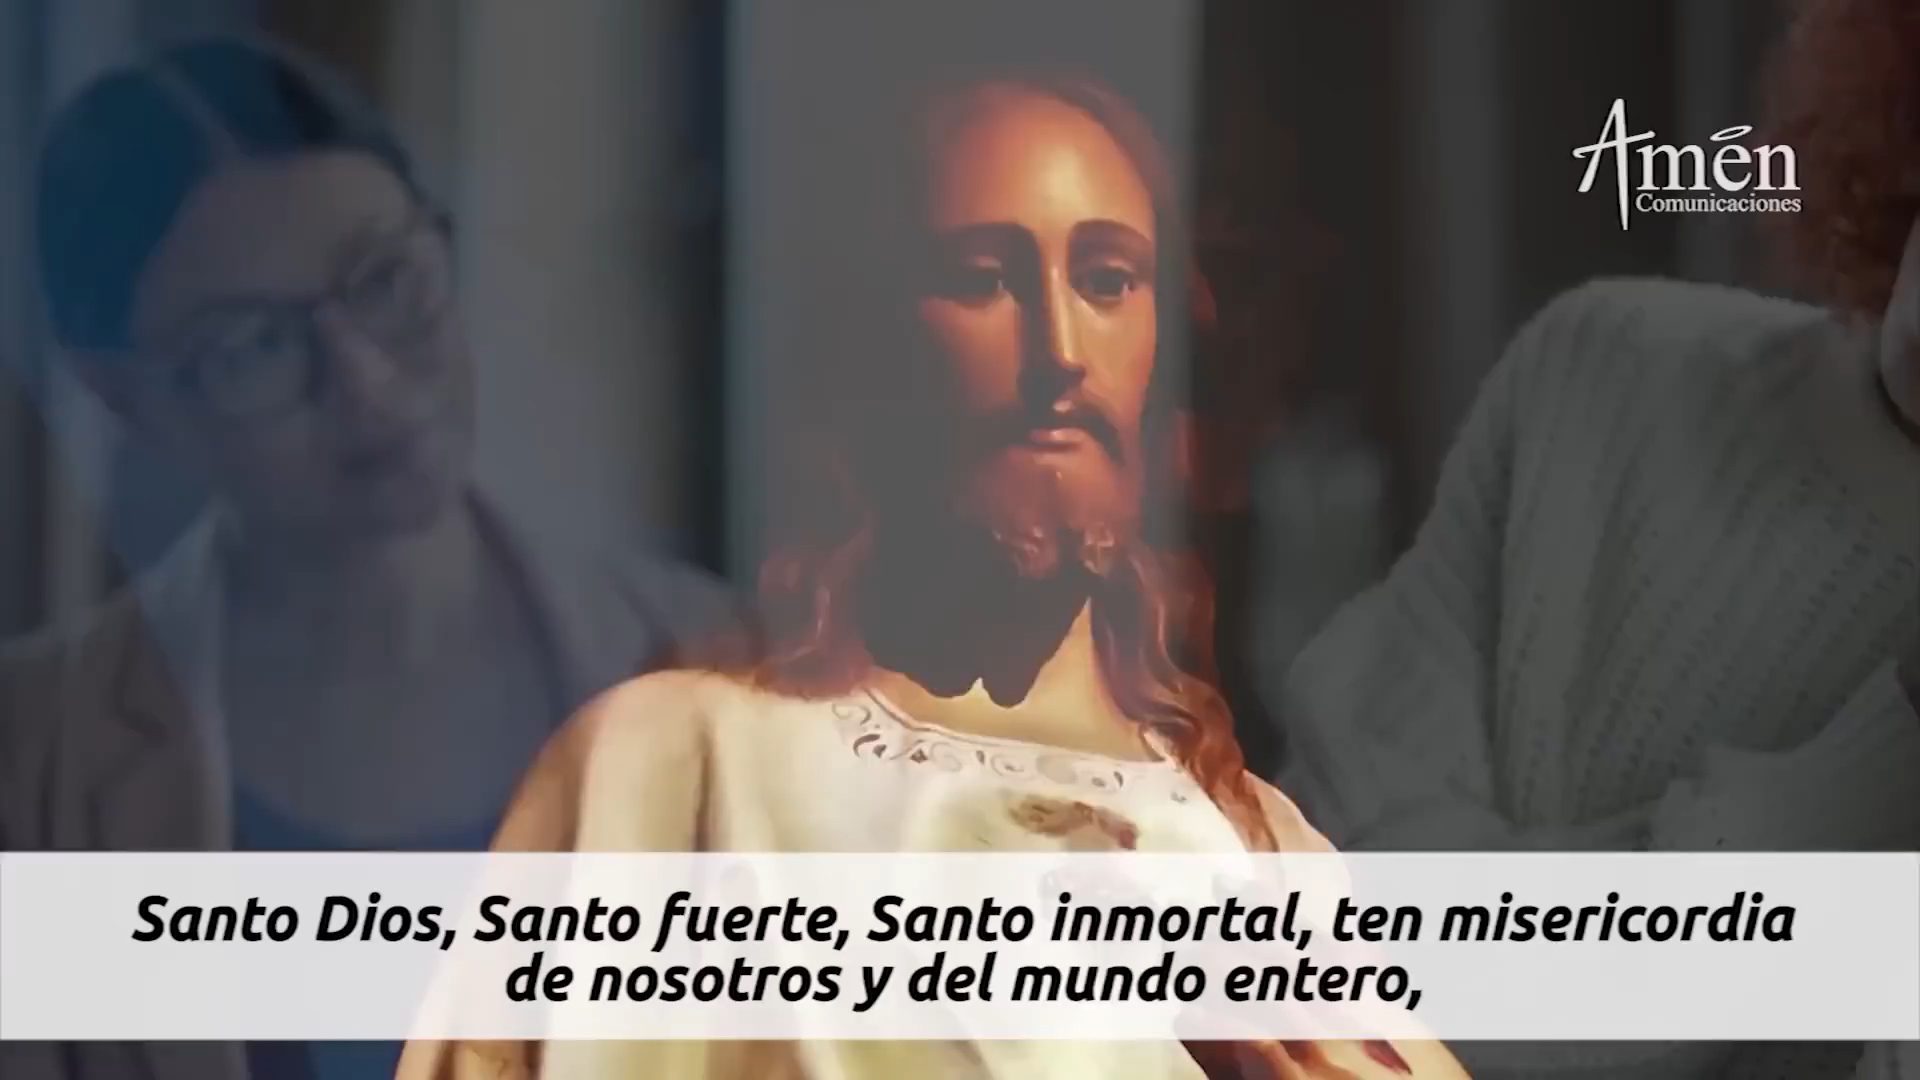 Amén
Comunicaciones
Santo Dios, Santo fuerte, Santo inmortal, ten misericordia
de nosotros y del mundo entero,